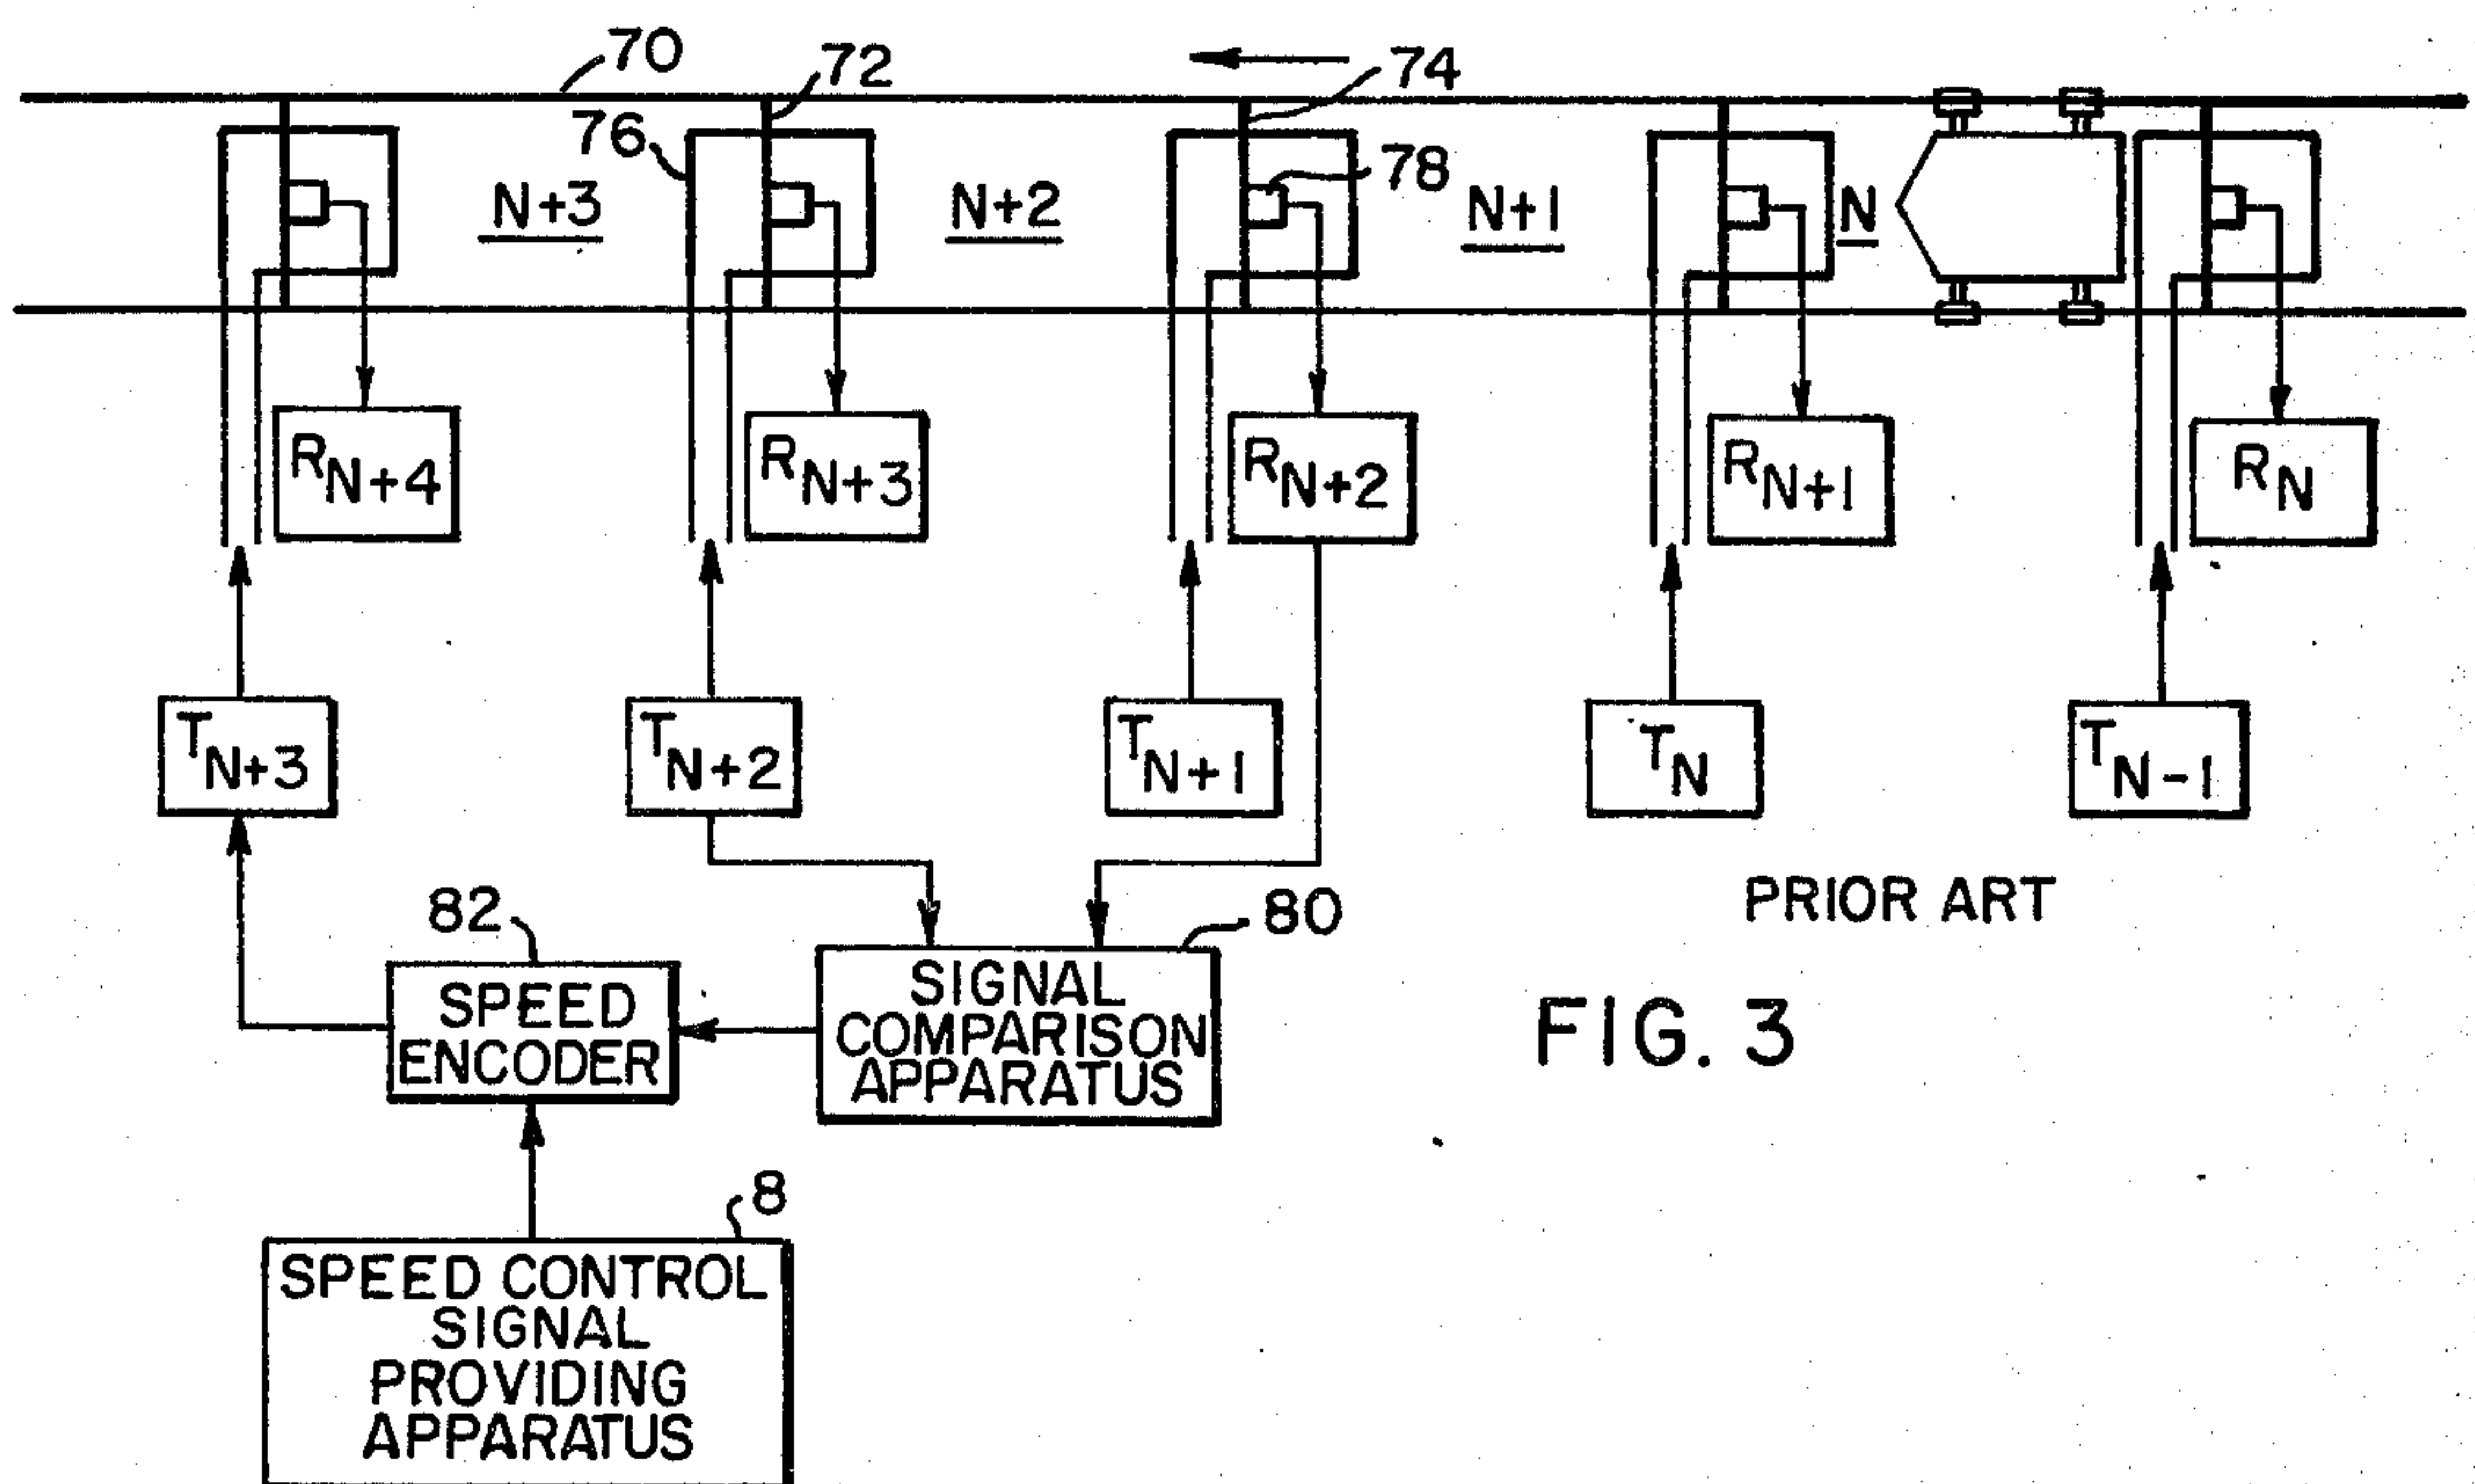 70
72
74
76
78
N+3
N+2
N+1
N
RN+4
RN+3
RN+2
RN+1
RN
TN+3
TN+2
TN+1
TN
TN-1
82
80
PRIOR ART
SPEED
ENCODER
SIGNAL
COMPARISON
APPARATUS
FIG. 3
8
SPEED CONTROL
SIGNAL
PROVIDING
APPARATUS